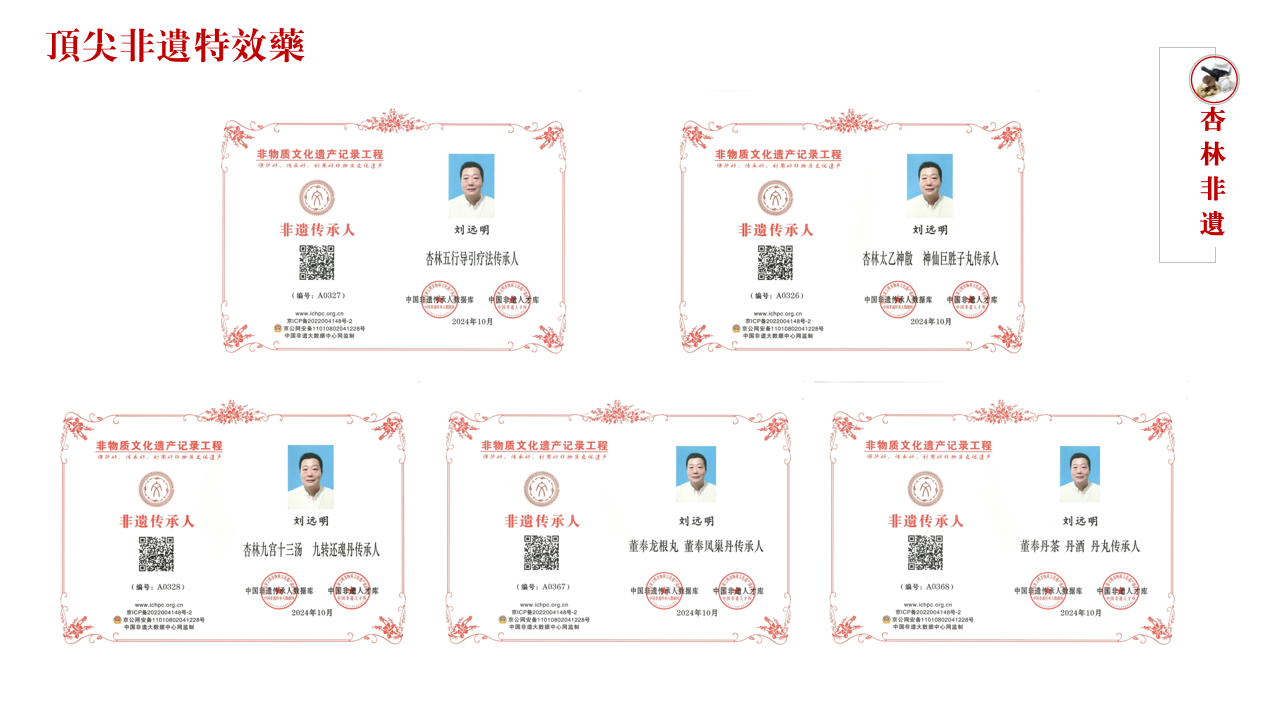 頂尖非遺特效藥
杏林非遺
非物质文化遗产记录工程
保护好、传承好、利用好非物质文化遗产
非遗传承人
(编号:A0327)
www.ichpc.org.cn
京ICP备2022004148号-2
京公网安备11010802041228号
中国非遗大数据中心网监制
刘远明
杏林五行导引疗法传承人
中国非遗传承人数据库 中国非遗人才库
2024年10月
非物质文化遗产记录工程
保护好、传承好、利用好非物质文化遗产
非遗传承人
(编号:A0326)
www.ichpc.org.cn
京ICP备2022004148号-2
京公网安备11010802041228号
中国非遗大数据中心网监制
刘远明
杏林太乙神散 神仙巨胜子丸传承人
中国非遗传承人数据库 中国非遗人才库
2024年10月
非物质文化遗产记录工程
保护好、传承好、利用好非物质文化遗产
非遗传承人
(编号:A0328)
www.ichpc.org.cn
京ICP备2022004148号-2
京公网安备11010802041228号
中国非遗大数据中心网监制
刘远明
杏林九宫十三汤 九转还魂丹传承人
中国非遗传承人数据库 中国非遗人才库
2024年10月
非物质文化遗产记录工程
保护好、传承好、利用好非物质文化遗产
非遗传承人
(编号:A0367)
www.ichpc.org.cn
京ICP备2022004148号-2
京公网安备11010802041228号
中国非遗大数据中心网监制
刘远明
董奉龙根丸 董奉凤巢丹传承人
中国非遗传承人数据库 中国非遗人才库
2024年10月
非物质文化遗产记录工程
保护好、传承好、利用好非物质文化遗产
非遗传承人
(编号:A0368)
www.ichpc.org.cn
京ICP备2022004148号-2
京公网安备11010802041228号
中国非遗大数据中心网监制
刘远明
董奉丹茶 丹酒 丹丸传承人
中国非遗传承人数据库 中国非遗人才库
2024年10月